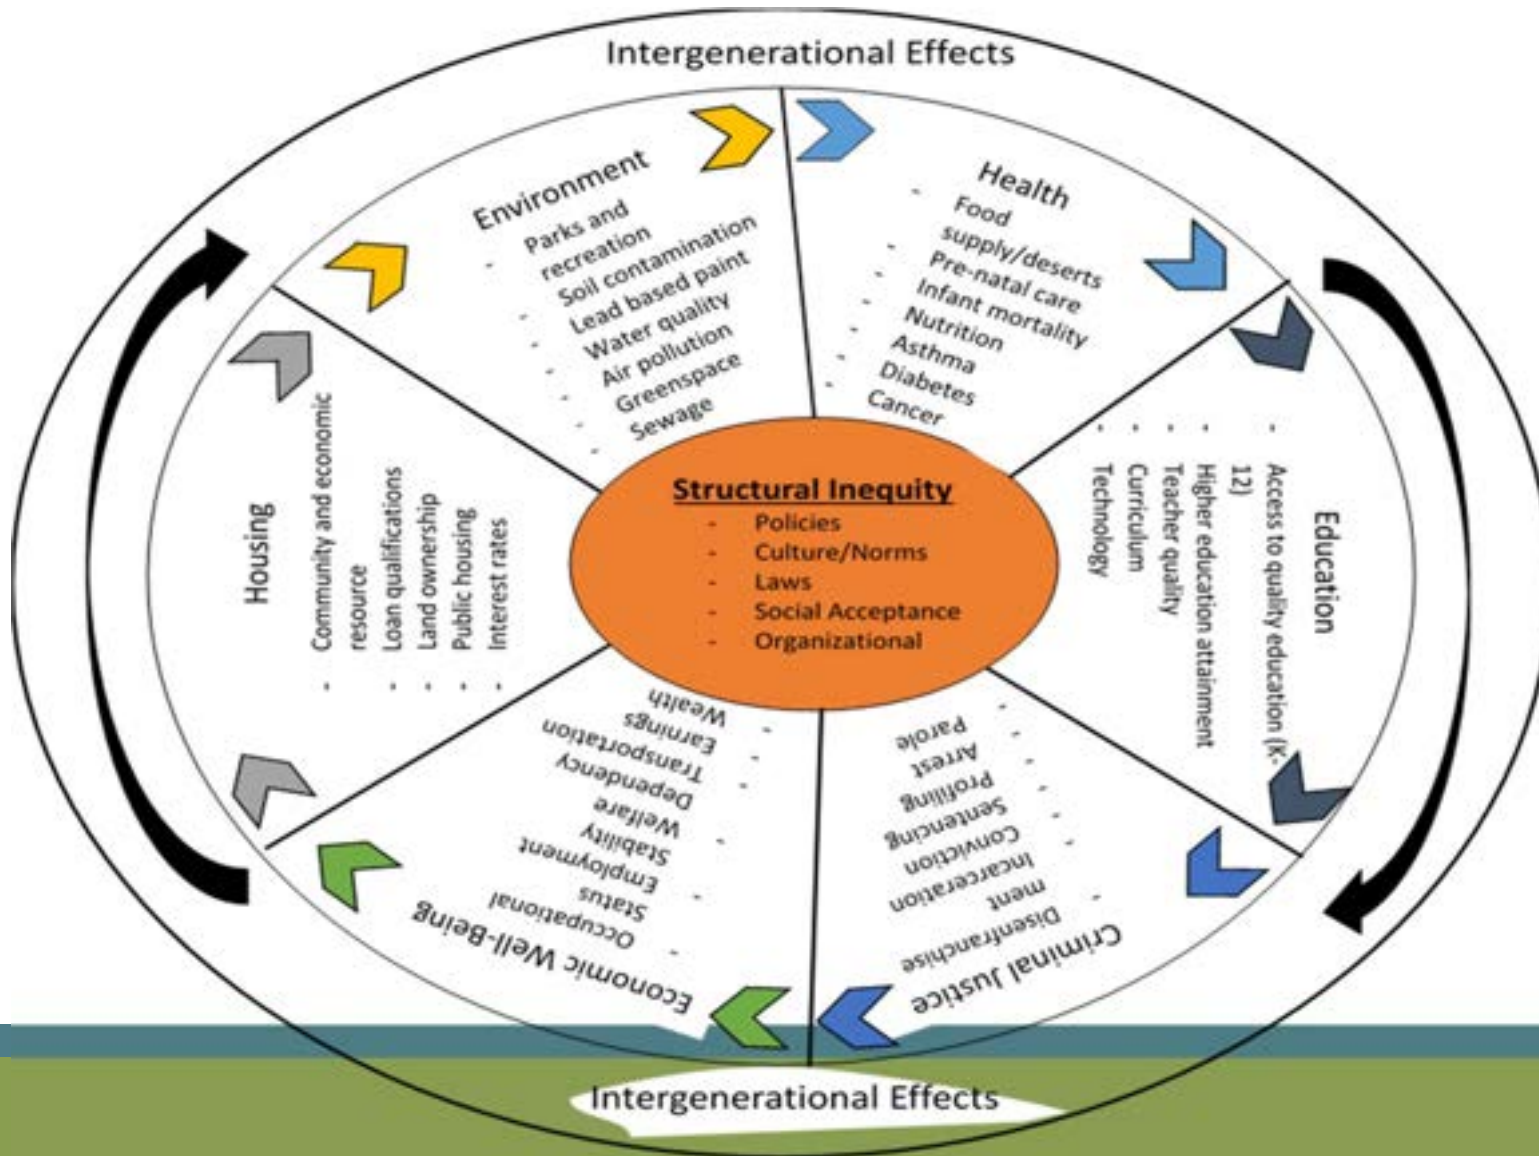 Intergenerational Effects
Environment
- Parks and
recreation
- Soil contamination
- Lead based paint
- Water quality
- Air pollution
- Greenspace
- Sewage
Health
- Food
supply/deserts
- Pre-natal care
- Infant mortality
- Nutrition
- Asthma
- Diabetes
- Cancer
Education
- Access to quality education (K-
12)
- Higher education attainment
- Teacher quality
- Curriculum
- Technology
Criminal Justice
- Disenfranchise
ment
- Incarceration
- Conviction
- Sentencing
- Profiling
- Arrest
- Parole
Economic Well-Being
- Occupational
Status
- Employment
Stability
- Welfare
Dependency
- Transportation
- Earnings
- Wealth
Housing
- Community and economic
resource
- Loan qualifications
- Land ownership
- Public housing
- Interest rates
Structural Inequity
- Policies
- Culture/Norms
- Laws
- Social Acceptance
- Organizational
Intergenerational Effects